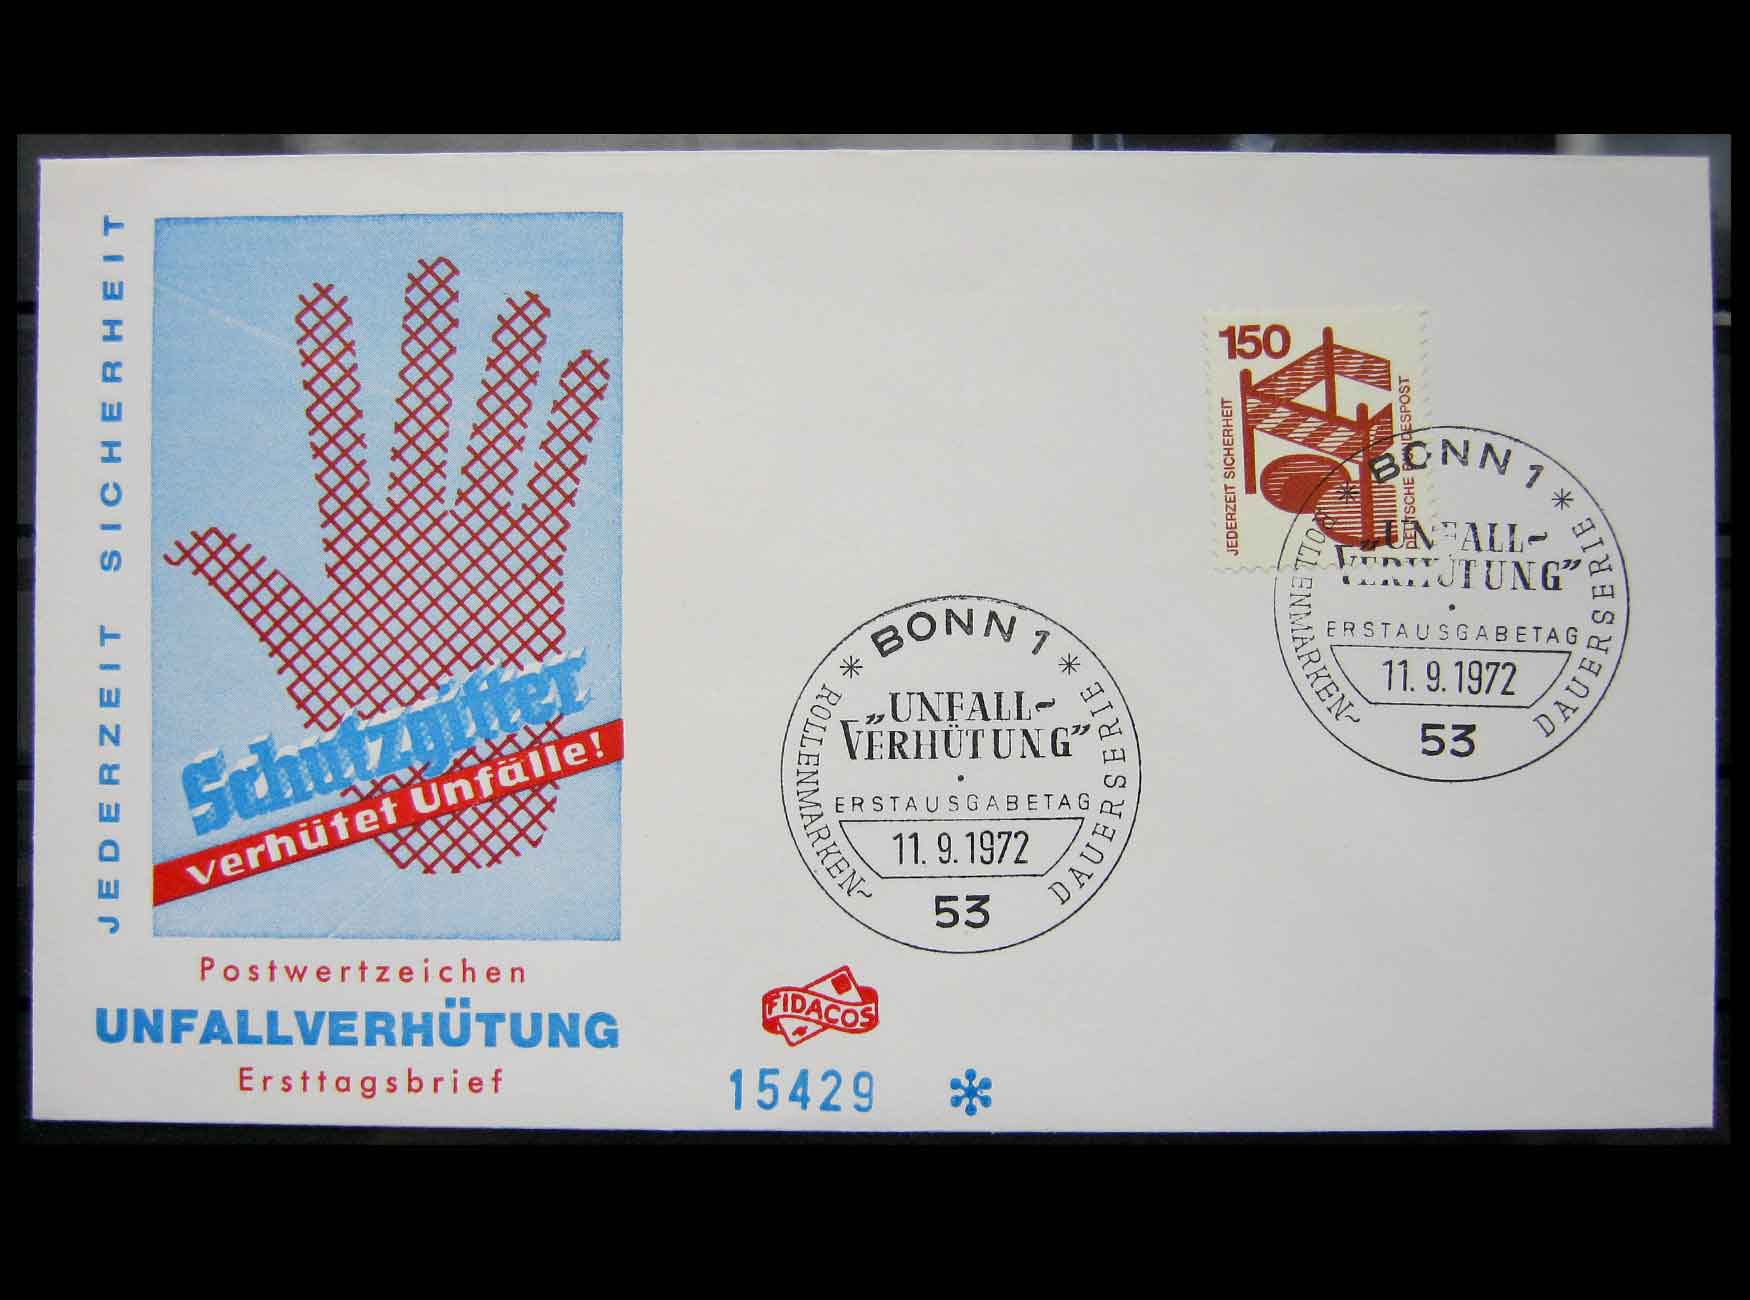 JEDERZEIT SICHERHEIT
Schutzgitter
verhütet Unfälle!
Postwertzeichen
UNFALLVERHÜTUNG
Ersttagsbrief
FIDACOS
15429
BONN 1
„UNFALL-
VERHÜTUNG”
ERSTAUSGABETAG
11.9.1972
53
ROLLENMARKEN-
DAUERSERIE
150
JEDERZEIT SICHERHEIT
DEUTSCHE BUNDESPOST
BONN 1
„UNFALL-
VERHÜTUNG”
ERSTAUSGABETAG
11.9.1972
53
ROLLENMARKEN-
DAUERSERIE